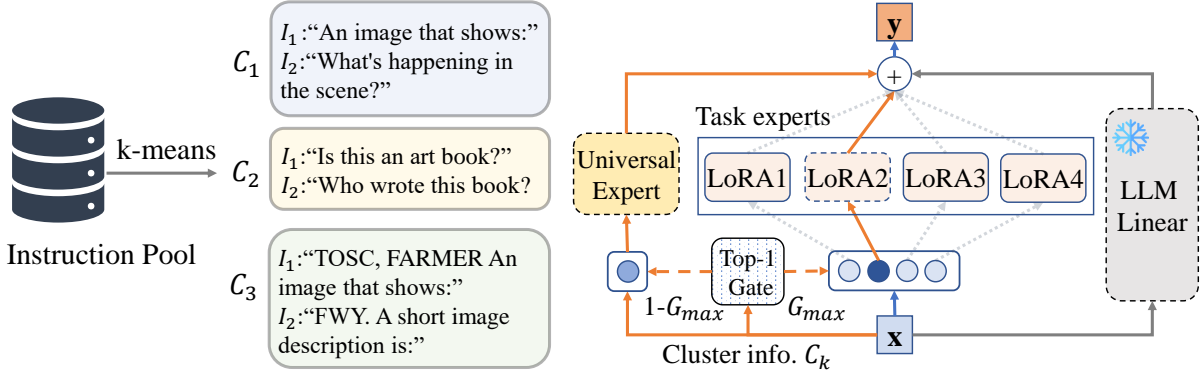 Instruction Pool
k-means
C₁
I₁:“An image that shows:”
I₂:“What's happening in
the scene?”
C₂
I₁:“Is this an art book?”
I₂:“Who wrote this book?
C₃
I₁:“TOSC, FARMER An
image that shows:”
I₂:“FWY. A short image
description is:”
y
+
Task experts
Universal
Expert
LoRA1
LoRA2
LoRA3
LoRA4
LLM
Linear
Top-1
Gate
1-Gₘₐₓ
Gₘₐₓ
x
Cluster info. Cₖ